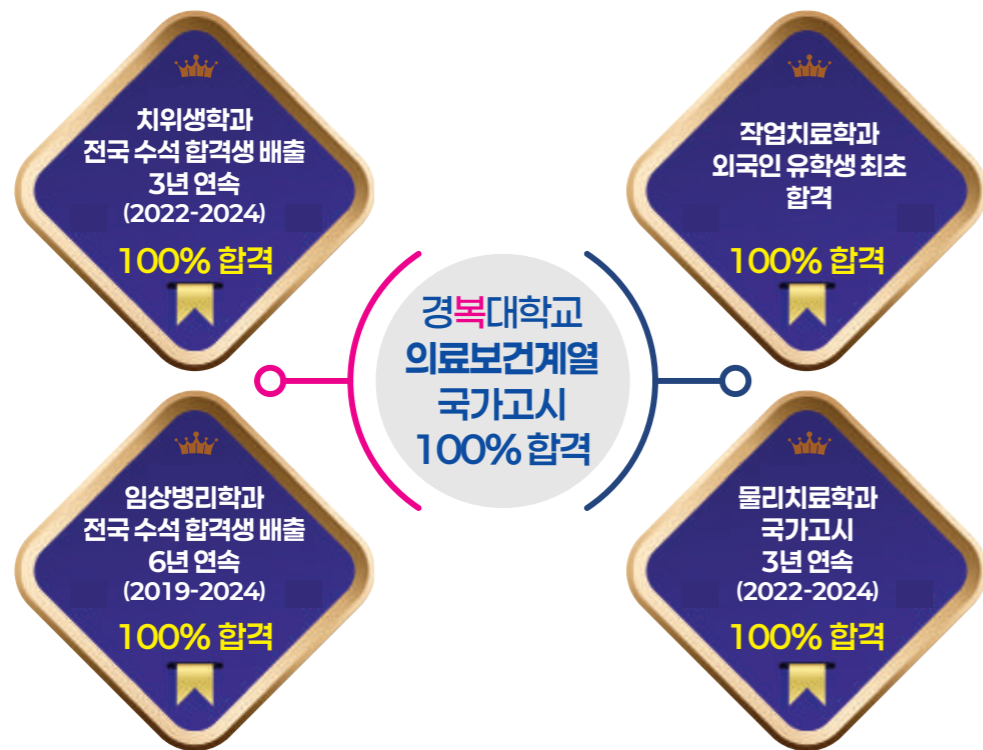 치위생학과
전국 수석 합격생 배출
3년 연속
(2022-2024)
100% 합격
작업치료학과
외국인 유학생 최초
합격
100% 합격
경복대학교
의료보건계열
국가고시
100% 합격
임상병리학과
전국 수석 합격생 배출
6년 연속
(2019-2024)
100% 합격
물리치료학과
국가고시
3년 연속
(2022-2024)
100% 합격